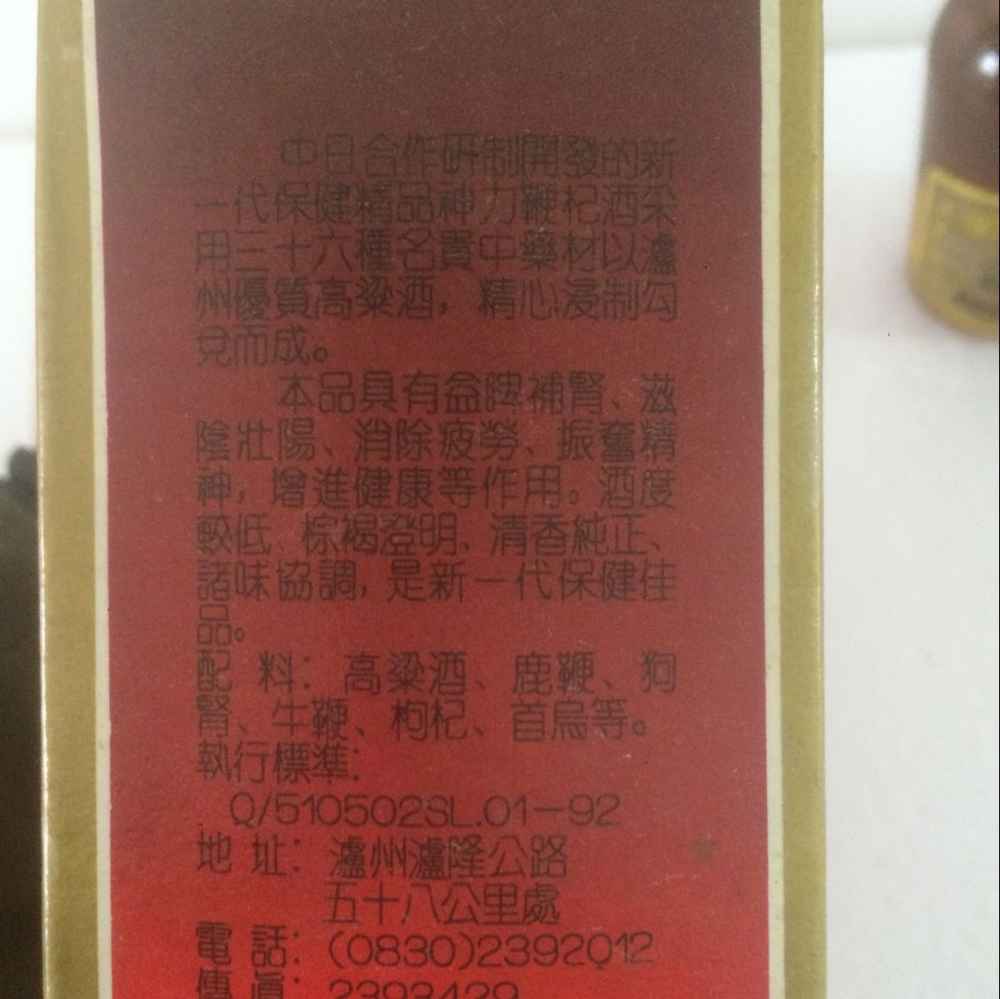 中日合作研制開發的新
一代保健精品神力鞭杞酒采
用三十六種名貴中藥材以瀘
州優質高粱酒，精心浸制勾
兌而成。
本品具有益脾補腎、滋
陰壯陽、消除疲勞、振奮精
神，增進健康等作用。酒度
較低、棕褐澄明、清香純正、
諸味協調，是新一代保健佳
品。
配 料：高粱酒、鹿鞭、狗
腎、牛鞭、枸杞、首烏等。
執行標準：
Q/510502SL.01-92
地 址：瀘州瀘隆公路
五十八公里處
電 話：(0830)2392012
傳 真：2393429